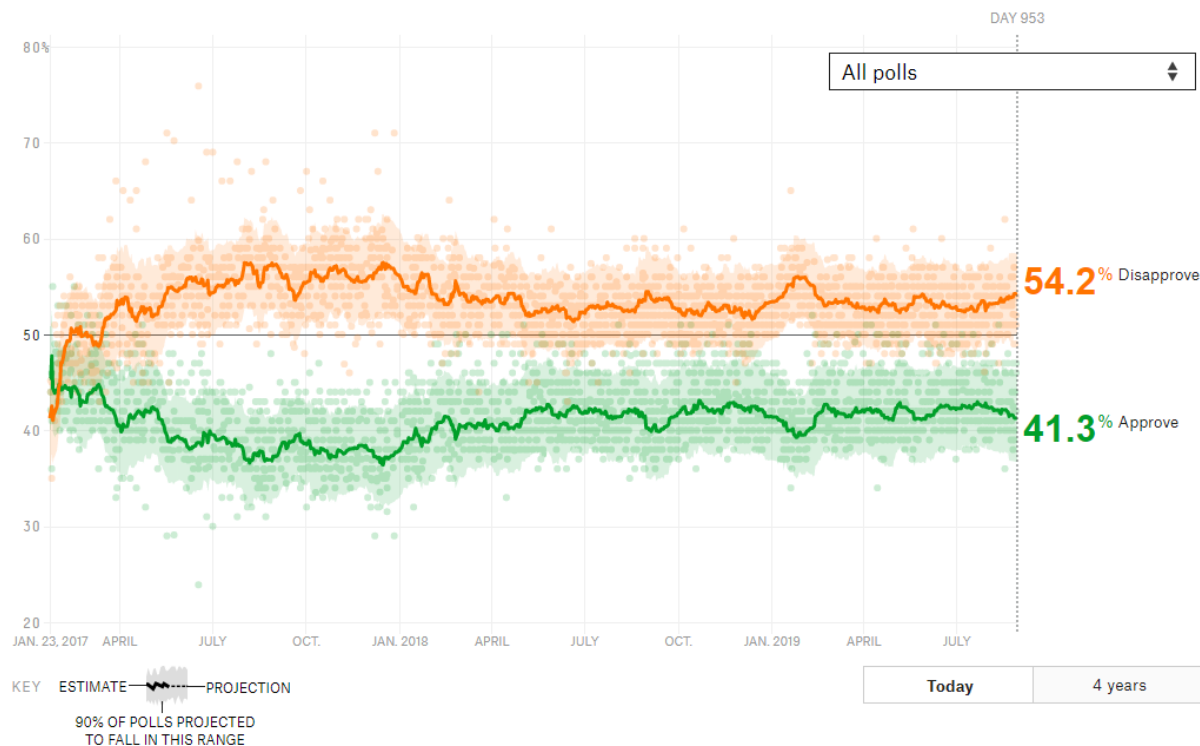 DAY 953
80%
All polls
70
60
54.2% Disapprove
50
41.3% Approve
40
30
20
JAN. 23, 2017 APRIL JULY OCT. JAN. 2018 APRIL JULY OCT. JAN. 2019 APRIL JULY
KEY ESTIMATE PROJECTION
Today 4 years
90% OF POLLS PROJECTED
TO FALL IN THIS RANGE